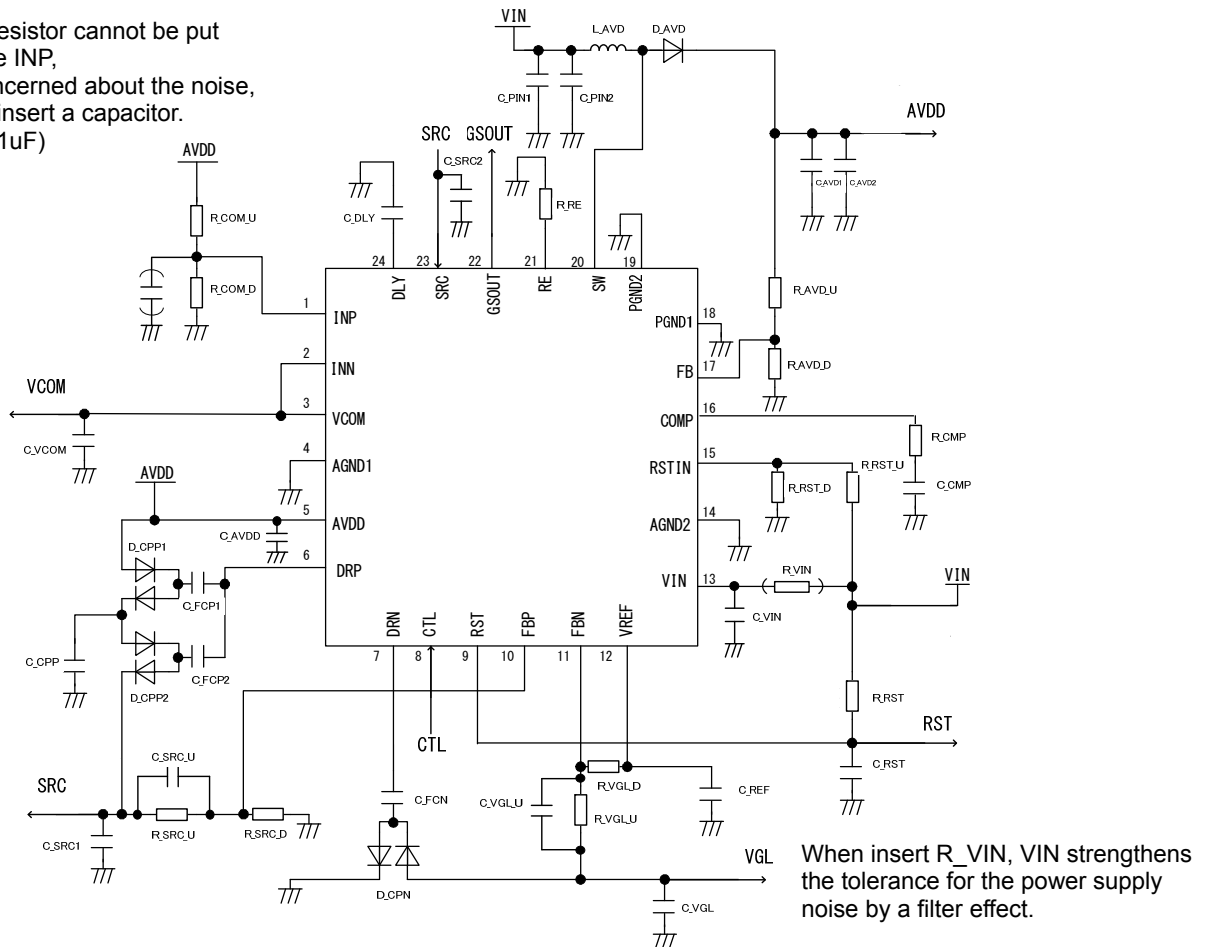 esistor cannot be put
e INP,
ncerned about the noise,
insert a capacitor.
1uF)
VIN
L_AVD
D_AVD
C_PIN1
C_PIN2
AVDD
SRC
GSOUT
C_SRC2
AVDD
C_AVD1
C_AVD2
C_DLY
R_RE
R_COM_U
R_COM_D
24
23
22
21
20
19
DLY
SRC
GSOUT
RE
SW
PGND2
R_AVD_U
R_AVD_D
1
INP
2
INN
3
VCOM
4
AGND1
5
AVDD
6
DRP
PGND1
18
FB
17
COMP
16
RSTIN
15
AGND2
14
VIN
13
VCOM
C_VCOM
AVDD
C_AVDD
D_CPP1
C_FCP1
C_CPP
C_FCP2
D_CPP2
R_CMP
C_CMP
R_RST_U
R_RST_D
R_VIN
VIN
C_VIN
DRN
CTL
RST
FBP
FBN
VREF
7
8
9
10
11
12
R_RST
RST
C_RST
CTL
SRC
C_SRC_U
R_SRC_U
R_SRC_D
C_SRC1
C_FCN
D_CPN
C_VGL_U
R_VGL_D
R_VGL_U
C_REF
VGL
C_VGL
When insert R_VIN, VIN strengthens
the tolerance for the power supply
noise by a filter effect.